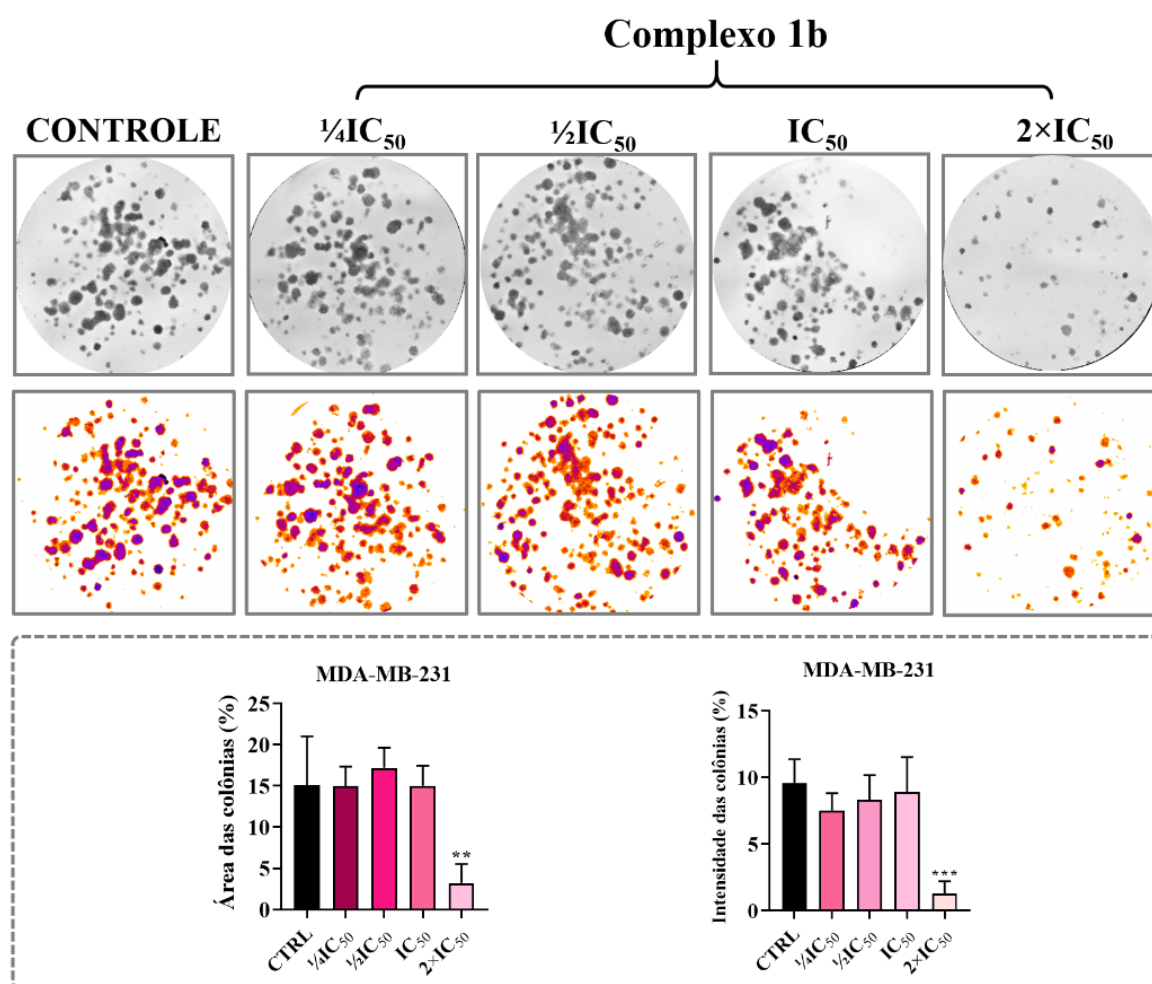 Complexo 1b
CONTROLE ¼IC₅₀ ½IC₅₀ IC₅₀ 2×IC₅₀
MDA-MB-231
Área das colônias (%)
25
20
15
10
5
0
**
CTRL ¼IC₅₀ ½IC₅₀ IC₅₀ 2×IC₅₀
MDA-MB-231
Intensidade das colônias (%)
15
10
5
0
***
CTRL ¼IC₅₀ ½IC₅₀ IC₅₀ 2×IC₅₀